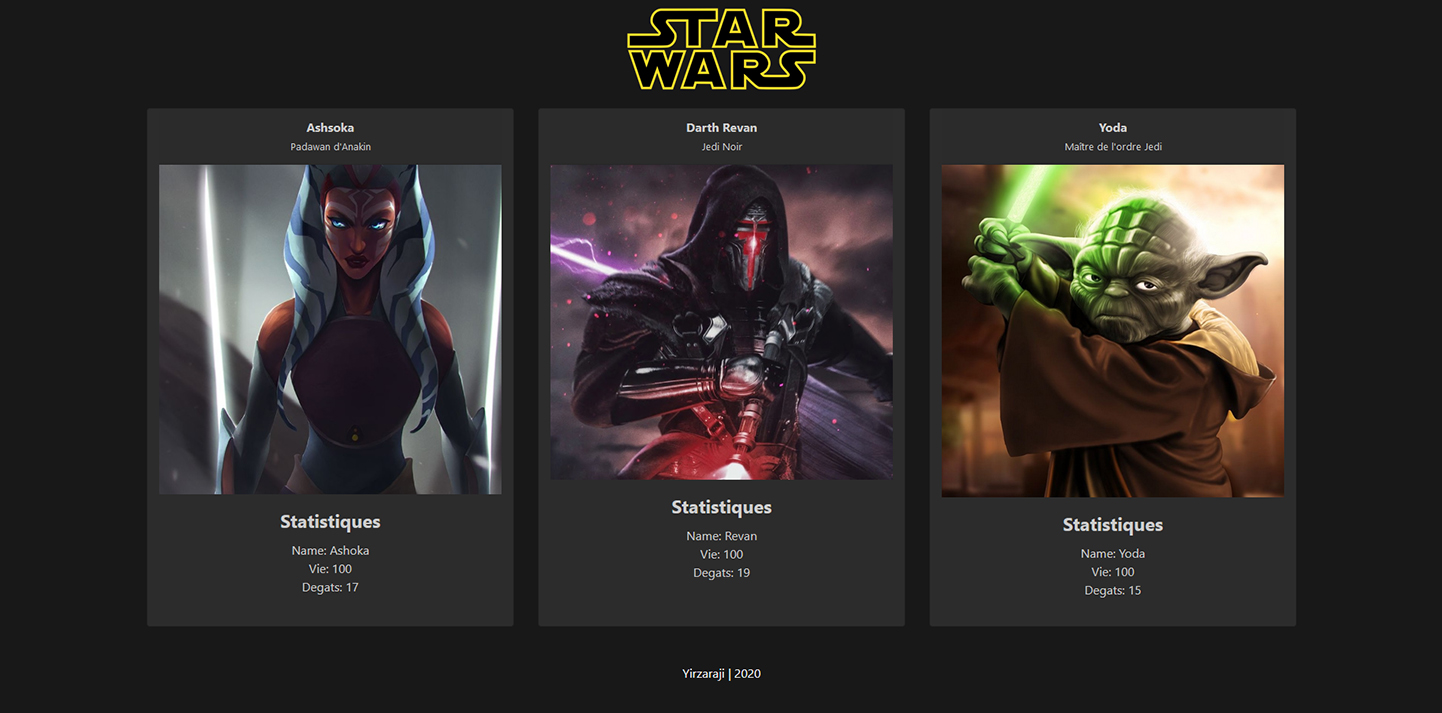 STAR
WARS
Ashsoka
Padawan d'Anakin
Statistiques
Name: Ashoka
Vie: 100
Degats: 17
Darth Revan
Jedi Noir
Statistiques
Name: Revan
Vie: 100
Degats: 19
Yoda
Maître de l'ordre Jedi
Statistiques
Name: Yoda
Vie: 100
Degats: 15
Yirzaraji | 2020